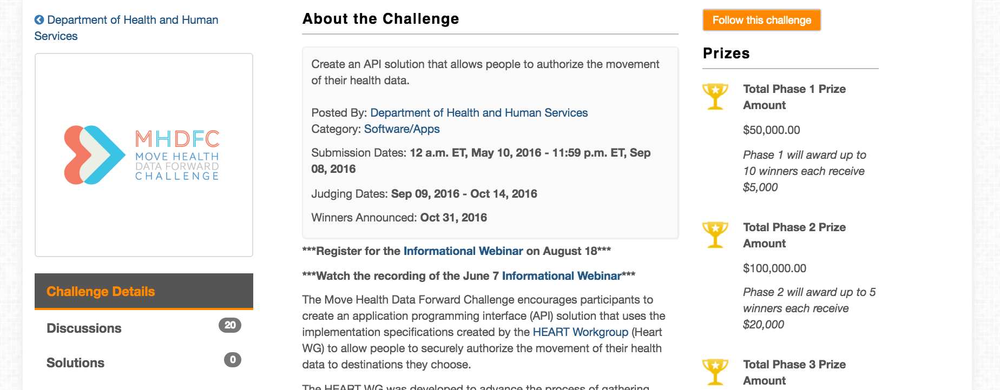 Department of Health and Human
Services
MHDFC
MOVE HEALTH
DATA FORWARD
CHALLENGE
Challenge Details
Discussions 20
Solutions 0
About the Challenge
Create an API solution that allows people to authorize the movement
of their health data.
Posted By: Department of Health and Human Services
Category: Software/Apps
Submission Dates: 12 a.m. ET, May 10, 2016 - 11:59 p.m. ET, Sep
08, 2016
Judging Dates: Sep 09, 2016 - Oct 14, 2016
Winners Announced: Oct 31, 2016
***Register for the Informational Webinar on August 18***
***Watch the recording of the June 7 Informational Webinar***
The Move Health Data Forward Challenge encourages participants to
create an application programming interface (API) solution that uses the
implementation specifications created by the HEART Workgroup (Heart
WG) to allow people to securely authorize the movement of their health
data to destinations they choose.
The HEART WG was developed to advance the process of gathering
Follow this challenge
Prizes
Total Phase 1 Prize
Amount
$50,000.00
Phase 1 will award up to
10 winners each receive
$5,000
Total Phase 2 Prize
Amount
$100,000.00
Phase 2 will award up to 5
winners each receive
$20,000
Total Phase 3 Prize
Amount